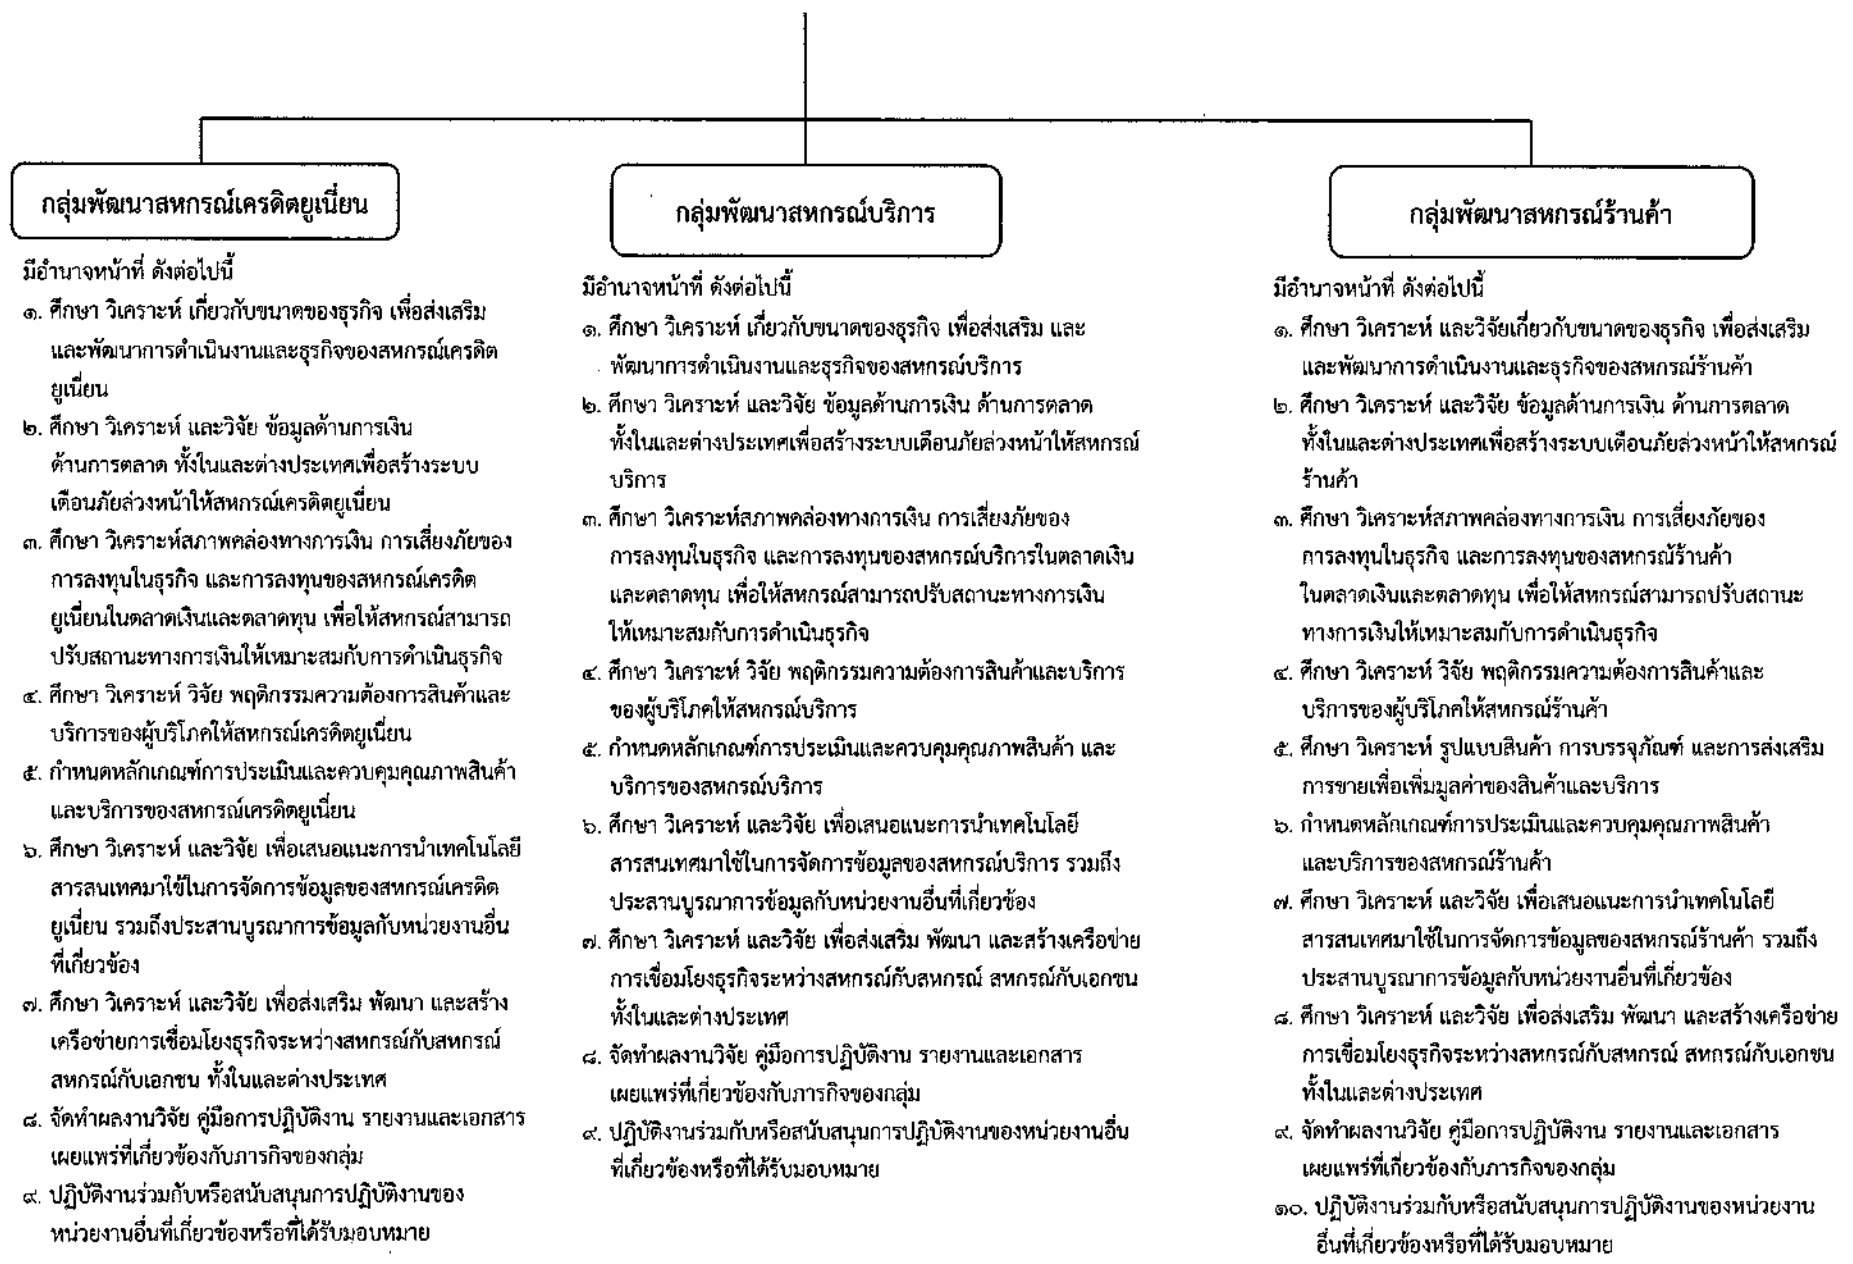 กลุ่มพัฒนาสหกรณ์เครดิตยูเนี่ยน
มีอำนาจหน้าที่ ดังต่อไปนี้
๑. ศึกษา วิเคราะห์ เกี่ยวกับขนาดของธุรกิจ เพื่อส่งเสริม
และพัฒนาการดำเนินงานและธุรกิจของสหกรณ์เครดิต
ยูเนี่ยน
๒. ศึกษา วิเคราะห์ และวิจัย ข้อมูลด้านการเงิน
ด้านการตลาด ทั้งในและต่างประเทศเพื่อสร้างระบบ
เตือนภัยล่วงหน้าให้สหกรณ์เครดิตยูเนี่ยน
๓. ศึกษา วิเคราะห์สภาพคล่องทางการเงิน การเสี่ยงภัยของ
การลงทุนในธุรกิจ และการลงทุนของสหกรณ์เครดิต
ยูเนี่ยนในตลาดเงินและตลาดทุน เพื่อให้สหกรณ์สามารถ
ปรับสถานะทางการเงินให้เหมาะสมกับการดำเนินธุรกิจ
๔. ศึกษา วิเคราะห์ วิจัย พฤติกรรมความต้องการสินค้าและ
บริการของผู้บริโภคให้สหกรณ์เครดิตยูเนี่ยน
๕. กำหนดหลักเกณฑ์การประเมินและควบคุมคุณภาพสินค้า
และบริการของสหกรณ์เครดิตยูเนี่ยน
๖. ศึกษา วิเคราะห์ และวิจัย เพื่อเสนอแนะการนำเทคโนโลยี
สารสนเทศมาใช้ในการจัดการข้อมูลของสหกรณ์เครดิต
ยูเนี่ยน รวมถึงประสานบูรณาการข้อมูลกับหน่วยงานอื่น
ที่เกี่ยวข้อง
๗. ศึกษา วิเคราะห์ และวิจัย เพื่อส่งเสริม พัฒนา และสร้าง
เครือข่ายการเชื่อมโยงธุรกิจระหว่างสหกรณ์กับสหกรณ์
สหกรณ์กับเอกชน ทั้งในและต่างประเทศ
๘. จัดทำผลงานวิจัย คู่มือการปฏิบัติงาน รายงานและเอกสาร
เผยแพร่ที่เกี่ยวข้องกับภารกิจของกลุ่ม
๙. ปฏิบัติงานร่วมกับหรือสนับสนุนการปฏิบัติงานของ
หน่วยงานอื่นที่เกี่ยวข้องหรือที่ได้รับมอบหมาย
กลุ่มพัฒนาสหกรณ์บริการ
มีอำนาจหน้าที่ ดังต่อไปนี้
๑. ศึกษา วิเคราะห์ เกี่ยวกับขนาดของธุรกิจ เพื่อส่งเสริม และ
พัฒนาการดำเนินงานและธุรกิจของสหกรณ์บริการ
๒. ศึกษา วิเคราะห์ และวิจัย ข้อมูลด้านการเงิน ด้านการตลาด
ทั้งในและต่างประเทศเพื่อสร้างระบบเตือนภัยล่วงหน้าให้สหกรณ์
บริการ
๓. ศึกษา วิเคราะห์สภาพคล่องทางการเงิน การเสี่ยงภัยของ
การลงทุนในธุรกิจ และการลงทุนของสหกรณ์บริการในตลาดเงิน
และตลาดทุน เพื่อให้สหกรณ์สามารถปรับสถานะทางการเงิน
ให้เหมาะสมกับการดำเนินธุรกิจ
๔. ศึกษา วิเคราะห์ วิจัย พฤติกรรมความต้องการสินค้าและบริการ
ของผู้บริโภคให้สหกรณ์บริการ
๕. กำหนดหลักเกณฑ์การประเมินและควบคุมคุณภาพสินค้า และ
บริการของสหกรณ์บริการ
๖. ศึกษา วิเคราะห์ และวิจัย เพื่อเสนอแนะการนำเทคโนโลยี
สารสนเทศมาใช้ในการจัดการข้อมูลของสหกรณ์บริการ รวมถึง
ประสานบูรณาการข้อมูลกับหน่วยงานอื่นที่เกี่ยวข้อง
๗. ศึกษา วิเคราะห์ และวิจัย เพื่อส่งเสริม พัฒนา และสร้างเครือข่าย
การเชื่อมโยงธุรกิจระหว่างสหกรณ์กับสหกรณ์ สหกรณ์กับเอกชน
ทั้งในและต่างประเทศ
๘. จัดทำผลงานวิจัย คู่มือการปฏิบัติงาน รายงานและเอกสาร
เผยแพร่ที่เกี่ยวข้องกับภารกิจของกลุ่ม
๙. ปฏิบัติงานร่วมกับหรือสนับสนุนการปฏิบัติงานของหน่วยงานอื่น
ที่เกี่ยวข้องหรือที่ได้รับมอบหมาย
กลุ่มพัฒนาสหกรณ์ร้านค้า
มีอำนาจหน้าที่ ดังต่อไปนี้
๑. ศึกษา วิเคราะห์ และวิจัยเกี่ยวกับขนาดของธุรกิจ เพื่อส่งเสริม
และพัฒนาการดำเนินงานและธุรกิจของสหกรณ์ร้านค้า
๒. ศึกษา วิเคราะห์ และวิจัย ข้อมูลด้านการเงิน ด้านการตลาด
ทั้งในและต่างประเทศเพื่อสร้างระบบเตือนภัยล่วงหน้าให้สหกรณ์
ร้านค้า
๓. ศึกษา วิเคราะห์สภาพคล่องทางการเงิน การเสี่ยงภัยของ
การลงทุนในธุรกิจ และการลงทุนของสหกรณ์ร้านค้า
ในตลาดเงินและตลาดทุน เพื่อให้สหกรณ์สามารถปรับสถานะ
ทางการเงินให้เหมาะสมกับการดำเนินธุรกิจ
๔. ศึกษา วิเคราะห์ วิจัย พฤติกรรมความต้องการสินค้าและ
บริการของผู้บริโภคให้สหกรณ์ร้านค้า
๕. ศึกษา วิเคราะห์ รูปแบบสินค้า การบรรจุภัณฑ์ และการส่งเสริม
การขายเพื่อเพิ่มมูลค่าของสินค้าและบริการ
๖. กำหนดหลักเกณฑ์การประเมินและควบคุมคุณภาพสินค้า
และบริการของสหกรณ์ร้านค้า
๗. ศึกษา วิเคราะห์ และวิจัย เพื่อเสนอแนะการนำเทคโนโลยี
สารสนเทศมาใช้ในการจัดการข้อมูลของสหกรณ์ร้านค้า รวมถึง
ประสานบูรณาการข้อมูลกับหน่วยงานอื่นที่เกี่ยวข้อง
๘. ศึกษา วิเคราะห์ และวิจัย เพื่อส่งเสริม พัฒนา และสร้างเครือข่าย
การเชื่อมโยงธุรกิจระหว่างสหกรณ์กับสหกรณ์ สหกรณ์กับเอกชน
ทั้งในและต่างประเทศ
๙. จัดทำผลงานวิจัย คู่มือการปฏิบัติงาน รายงานและเอกสาร
เผยแพร่ที่เกี่ยวข้องกับภารกิจของกลุ่ม
๑๐. ปฏิบัติงานร่วมกับหรือสนับสนุนการปฏิบัติงานของหน่วยงาน
อื่นที่เกี่ยวข้องหรือที่ได้รับมอบหมาย